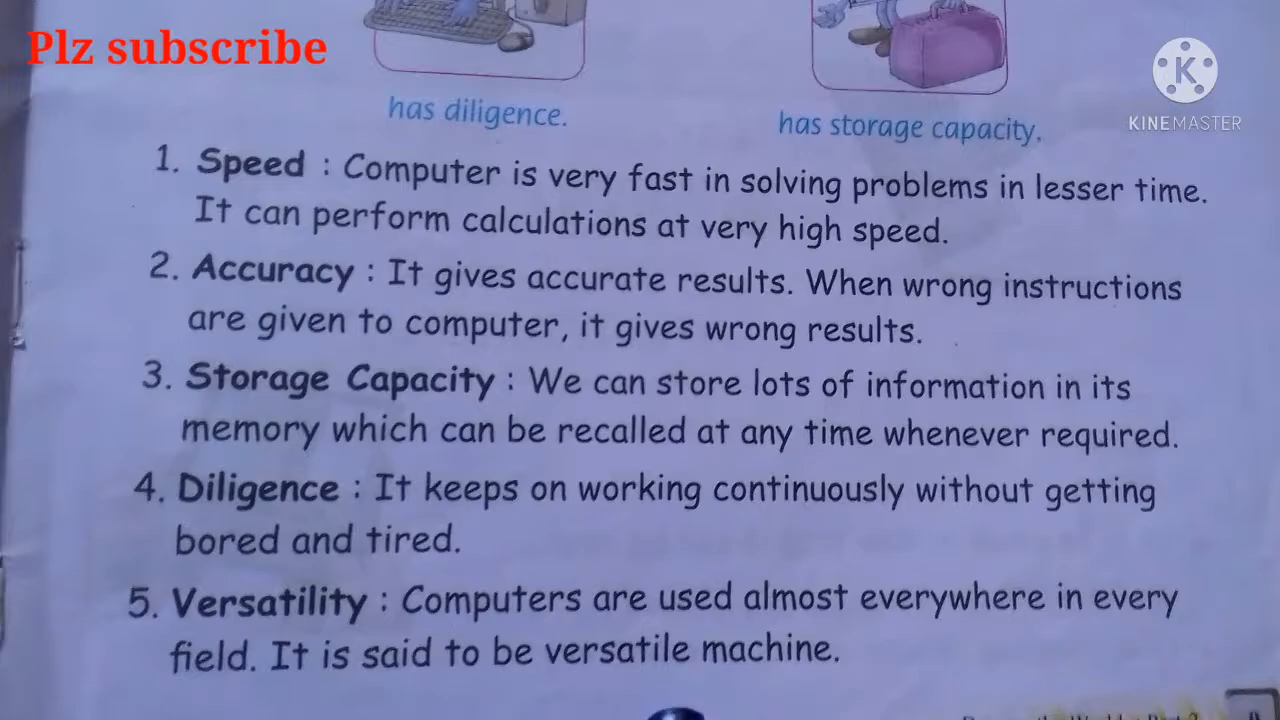 Plz subscribe
KINEMASTER
has diligence.
has storage capacity.
1. Speed : Computer is very fast in solving problems in lesser time.
It can perform calculations at very high speed.
2. Accuracy : It gives accurate results. When wrong instructions
are given to computer, it gives wrong results.
3. Storage Capacity : We can store lots of information in its
memory which can be recalled at any time whenever required.
4. Diligence : It keeps on working continuously without getting
bored and tired.
5. Versatility : Computers are used almost everywhere in every
field. It is said to be versatile machine.